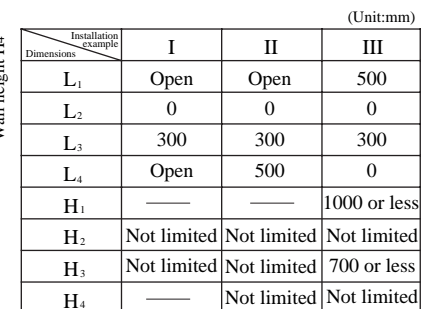 (Unit:mm)
Installation example
Dimensions I II III
L1 Open Open 500
L2 0 0 0
L3 300 300 300
L4 Open 500 0
H1 —— —— 1000 or less
H2 Not limited Not limited Not limited
H3 Not limited Not limited 700 or less
H4 —— Not limited Not limited
height H4